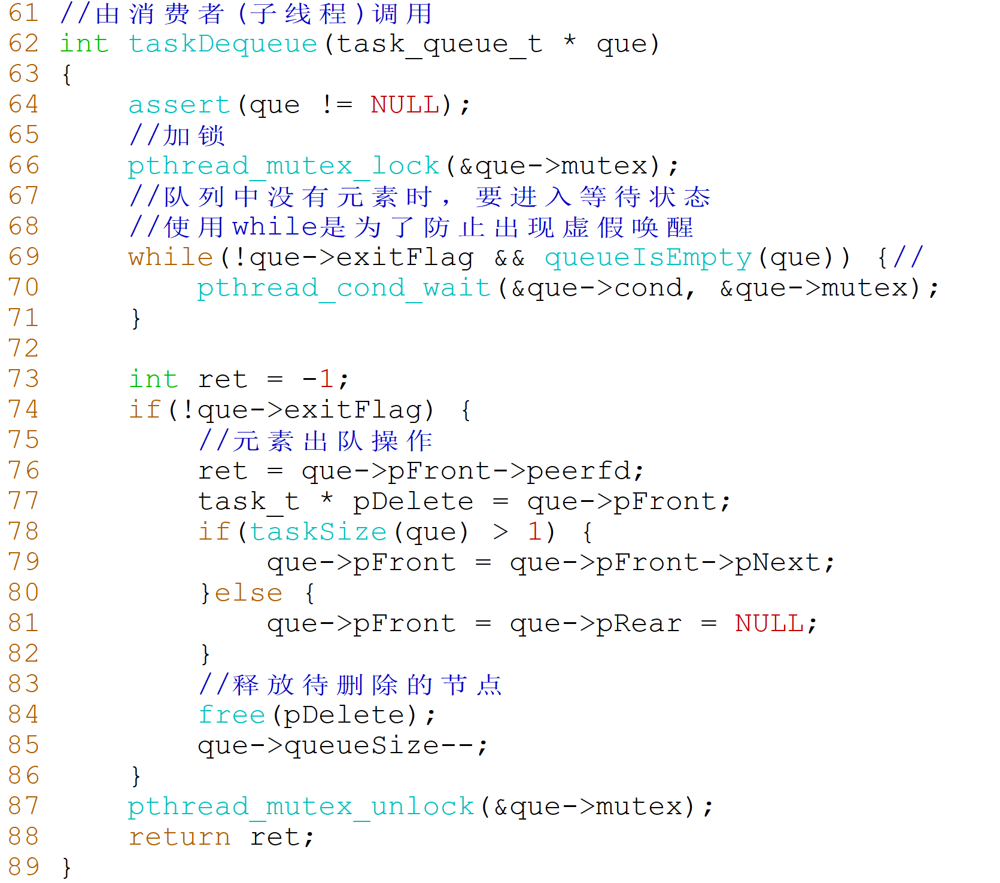 61 //由消费者(子线程)调用
62 int taskDequeue(task_queue_t * que)
63 {
64     assert(que != NULL);
65     //加锁
66     pthread_mutex_lock(&que->mutex);
67     //队列中没有元素时，要进入等待状态
68     //使用while是为了防止出现虚假唤醒
69     while(!que->exitFlag && queueIsEmpty(que)) {//
70         pthread_cond_wait(&que->cond, &que->mutex);
71     }
72
73     int ret = -1;
74     if(!que->exitFlag) {
75         //元素出队操作
76         ret = que->pFront->peerfd;
77         task_t * pDelete = que->pFront;
78         if(taskSize(que) > 1) {
79             que->pFront = que->pFront->pNext;
80         }else {
81             que->pFront = que->pRear = NULL;
82         }
83         //释放待删除的节点
84         free(pDelete);
85         que->queueSize--;
86     }
87     pthread_mutex_unlock(&que->mutex);
88     return ret;
89 }